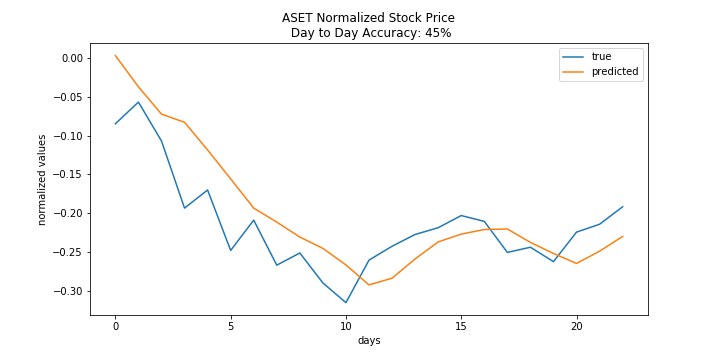 ASET Normalized Stock Price
Day to Day Accuracy: 45%
true
predicted
normalized values
0.00
−0.05
−0.10
−0.15
−0.20
−0.25
−0.30
0
5
10
15
20
days